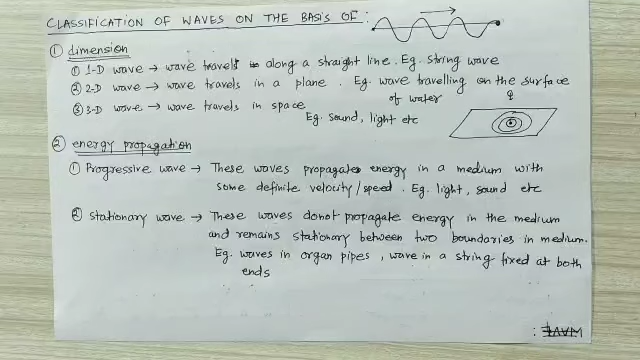 CLASSIFICATION OF WAVES ON THE BASIS OF :
① dimension
① 1-D wave → wave travels along a straight line. Eg. string wave
② 2-D wave → wave travels in a plane. Eg. wave travelling on the surface
of water
③ 3-D wave → wave travels in space
Eg. Sound, light etc
② energy propagation
① Progressive wave → These waves propagates energy in a medium with
some definite velocity/speed. Eg. light, sound etc
② Stationary wave → These waves donot propagate energy in the medium
and remains stationary between two boundaries in medium.
Eg. waves in organ pipes, wave in a string fixed at both
ends